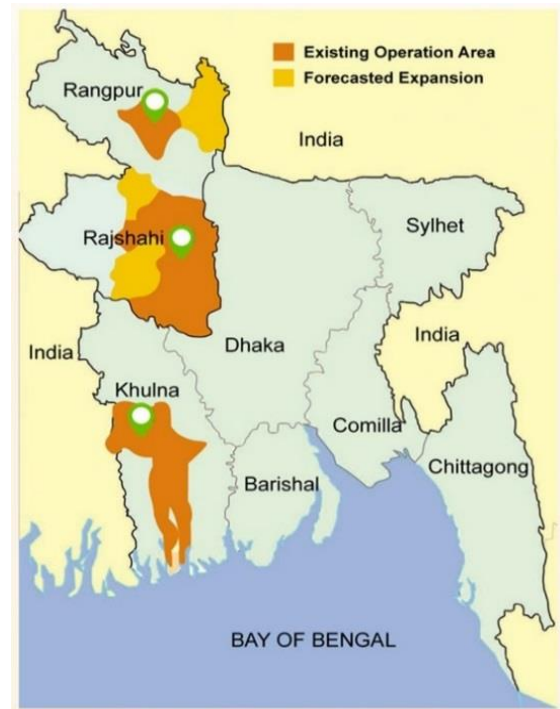 Existing Operation Area
Forecasted Expansion
Rangpur
India
Sylhet
Rajshahi
India
India
Dhaka
Khulna
Comilla
Chittagong
Barishal
BAY OF BENGAL